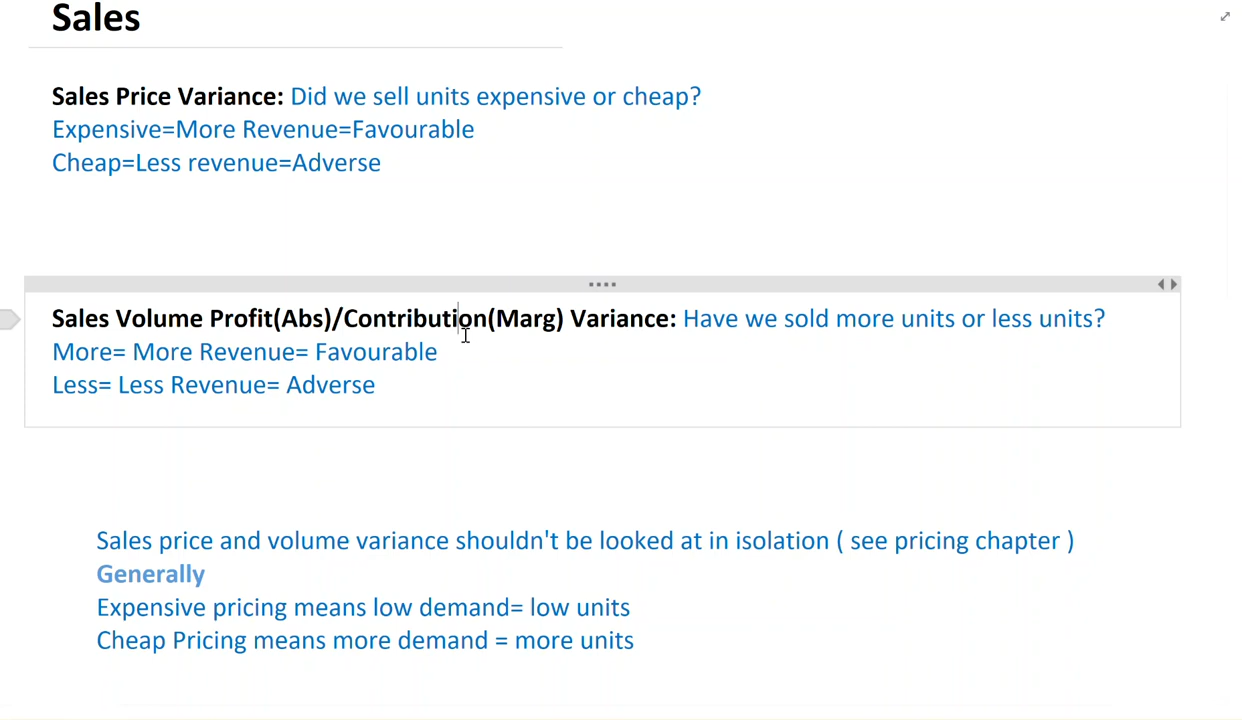 Sales
Sales Price Variance: Did we sell units expensive or cheap?
Expensive=More Revenue=Favourable
Cheap=Less revenue=Adverse
Sales Volume Profit(Abs)/Contribution(Marg) Variance: Have we sold more units or less units?
More= More Revenue= Favourable
Less= Less Revenue= Adverse
Sales price and volume variance shouldn't be looked at in isolation ( see pricing chapter )
Generally
Expensive pricing means low demand= low units
Cheap Pricing means more demand = more units